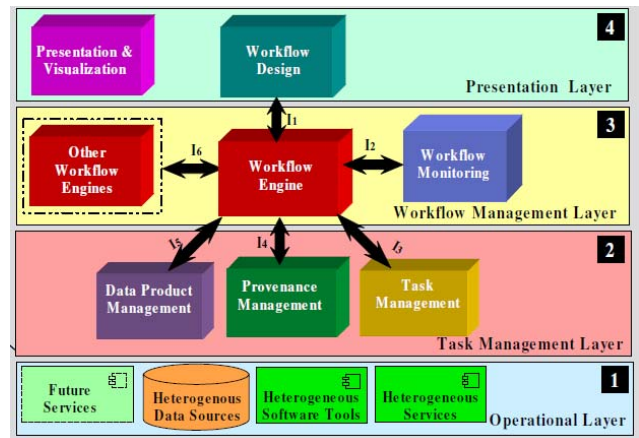 4
Presentation &
Visualization
Workflow
Design
Presentation Layer
I1
3
Other
Workflow
Engines
I6
Workflow
Engine
I2
Workflow
Monitoring
Workflow Management Layer
I5
I4
I3
2
Data Product
Management
Provenance
Management
Task
Management
Task Management Layer
1
Future
Services
Heterogenous
Data Sources
Heterogeneous
Software Tools
Heterogeneous
Services
Operational Layer